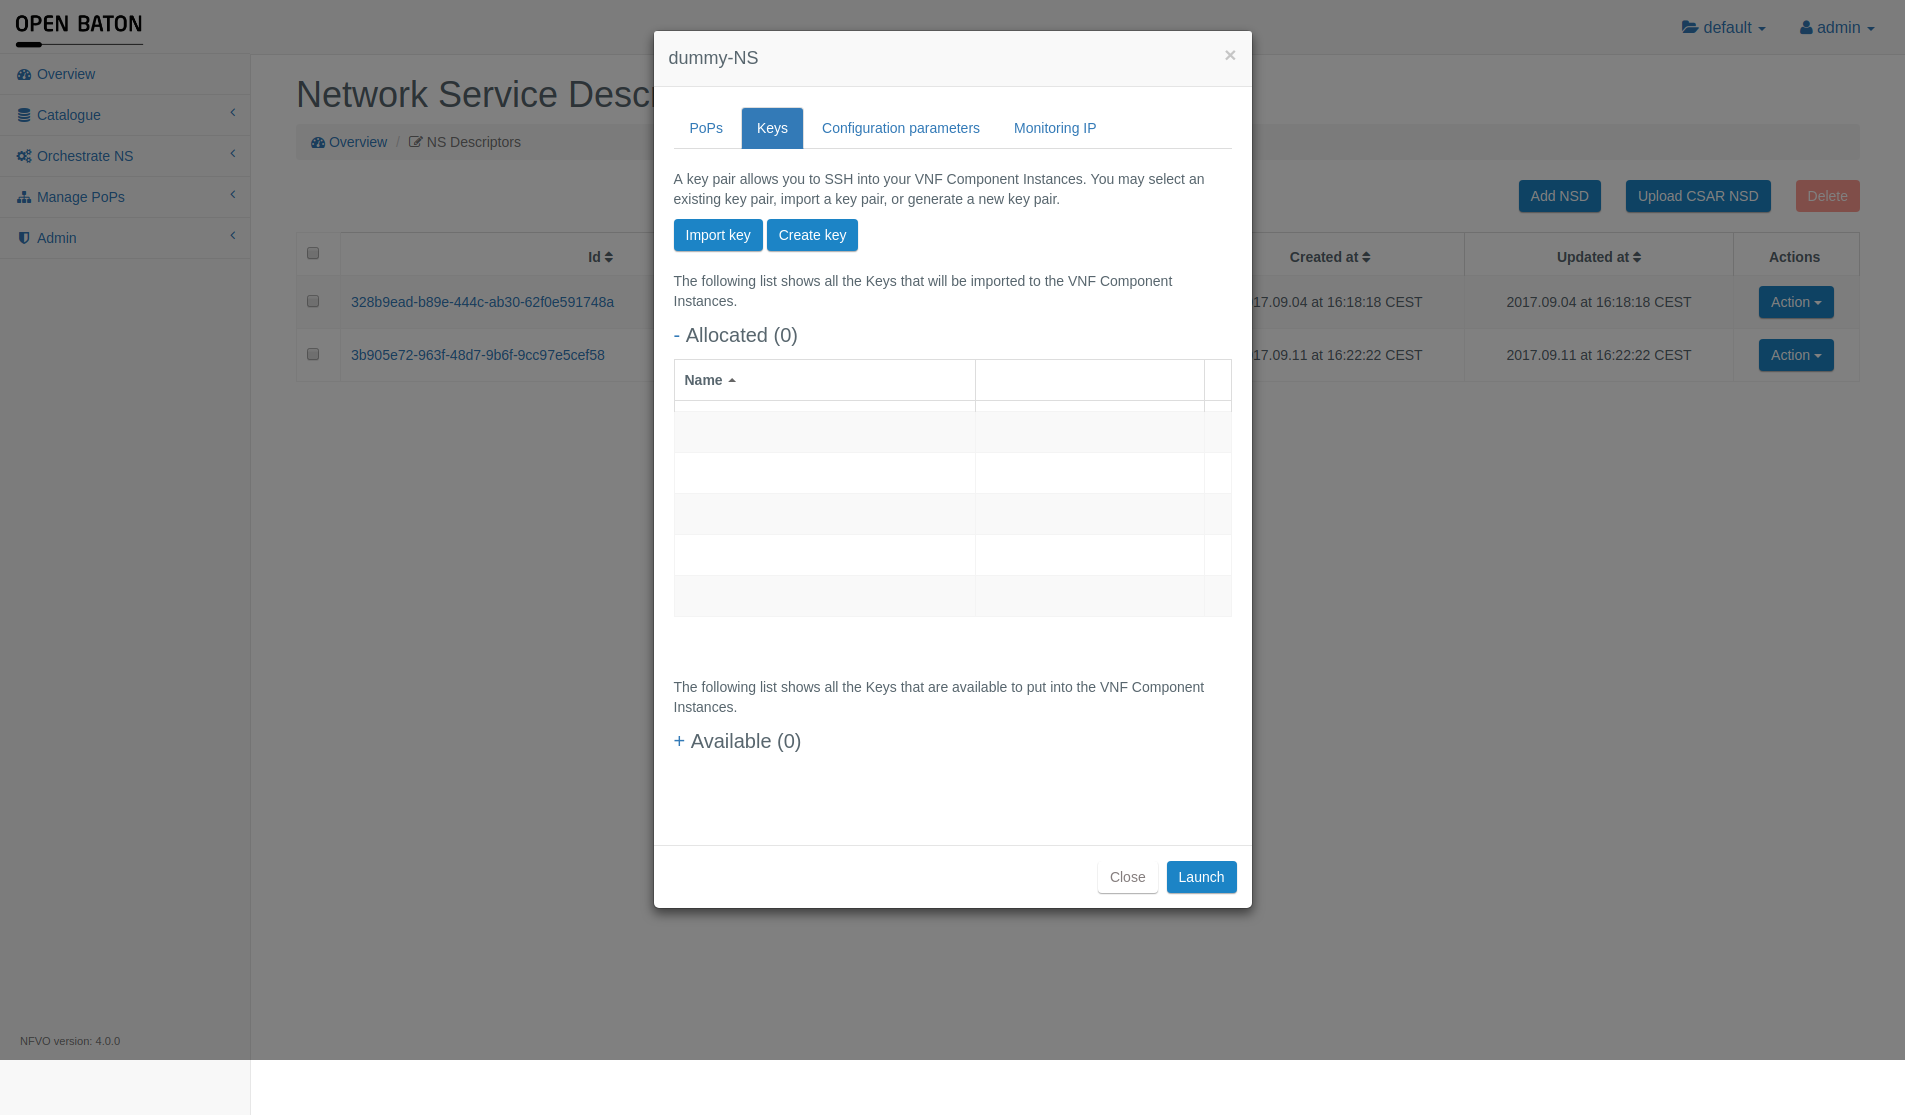 OPEN BATON
default
admin
Overview
Catalogue
Orchestrate NS
Manage PoPs
Admin
NFVO version: 4.0.0
Network Service Descr
Overview / NS Descriptors
Add NSD Upload CSAR NSD Delete
Id Created at Updated at Actions
328b9ead-b89e-444c-ab30-62f0e591748a 17.09.04 at 16:18:18 CEST 2017.09.04 at 16:18:18 CEST Action
3b905e72-963f-48d7-9b6f-9cc97e5cef58 17.09.11 at 16:22:22 CEST 2017.09.11 at 16:22:22 CEST Action
dummy-NS ×
PoPs Keys Configuration parameters Monitoring IP
A key pair allows you to SSH into your VNF Component Instances. You may select an
existing key pair, import a key pair, or generate a new key pair.
Import key Create key
The following list shows all the Keys that will be imported to the VNF Component
Instances.
- Allocated (0)
Name
The following list shows all the Keys that are available to put into the VNF Component
Instances.
+ Available (0)
Close Launch